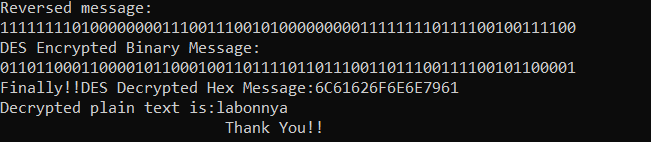 Reversed message:
1111111101000000001110011100101000000000111111110111100100111100
DES Encrypted Binary Message:
0110110001100001011000100110111101101110011011100111100101100001
Finally!!DES Decrypted Hex Message:6C61626F6E6E7961
Decrypted plain text is:labonnya
Thank You!!